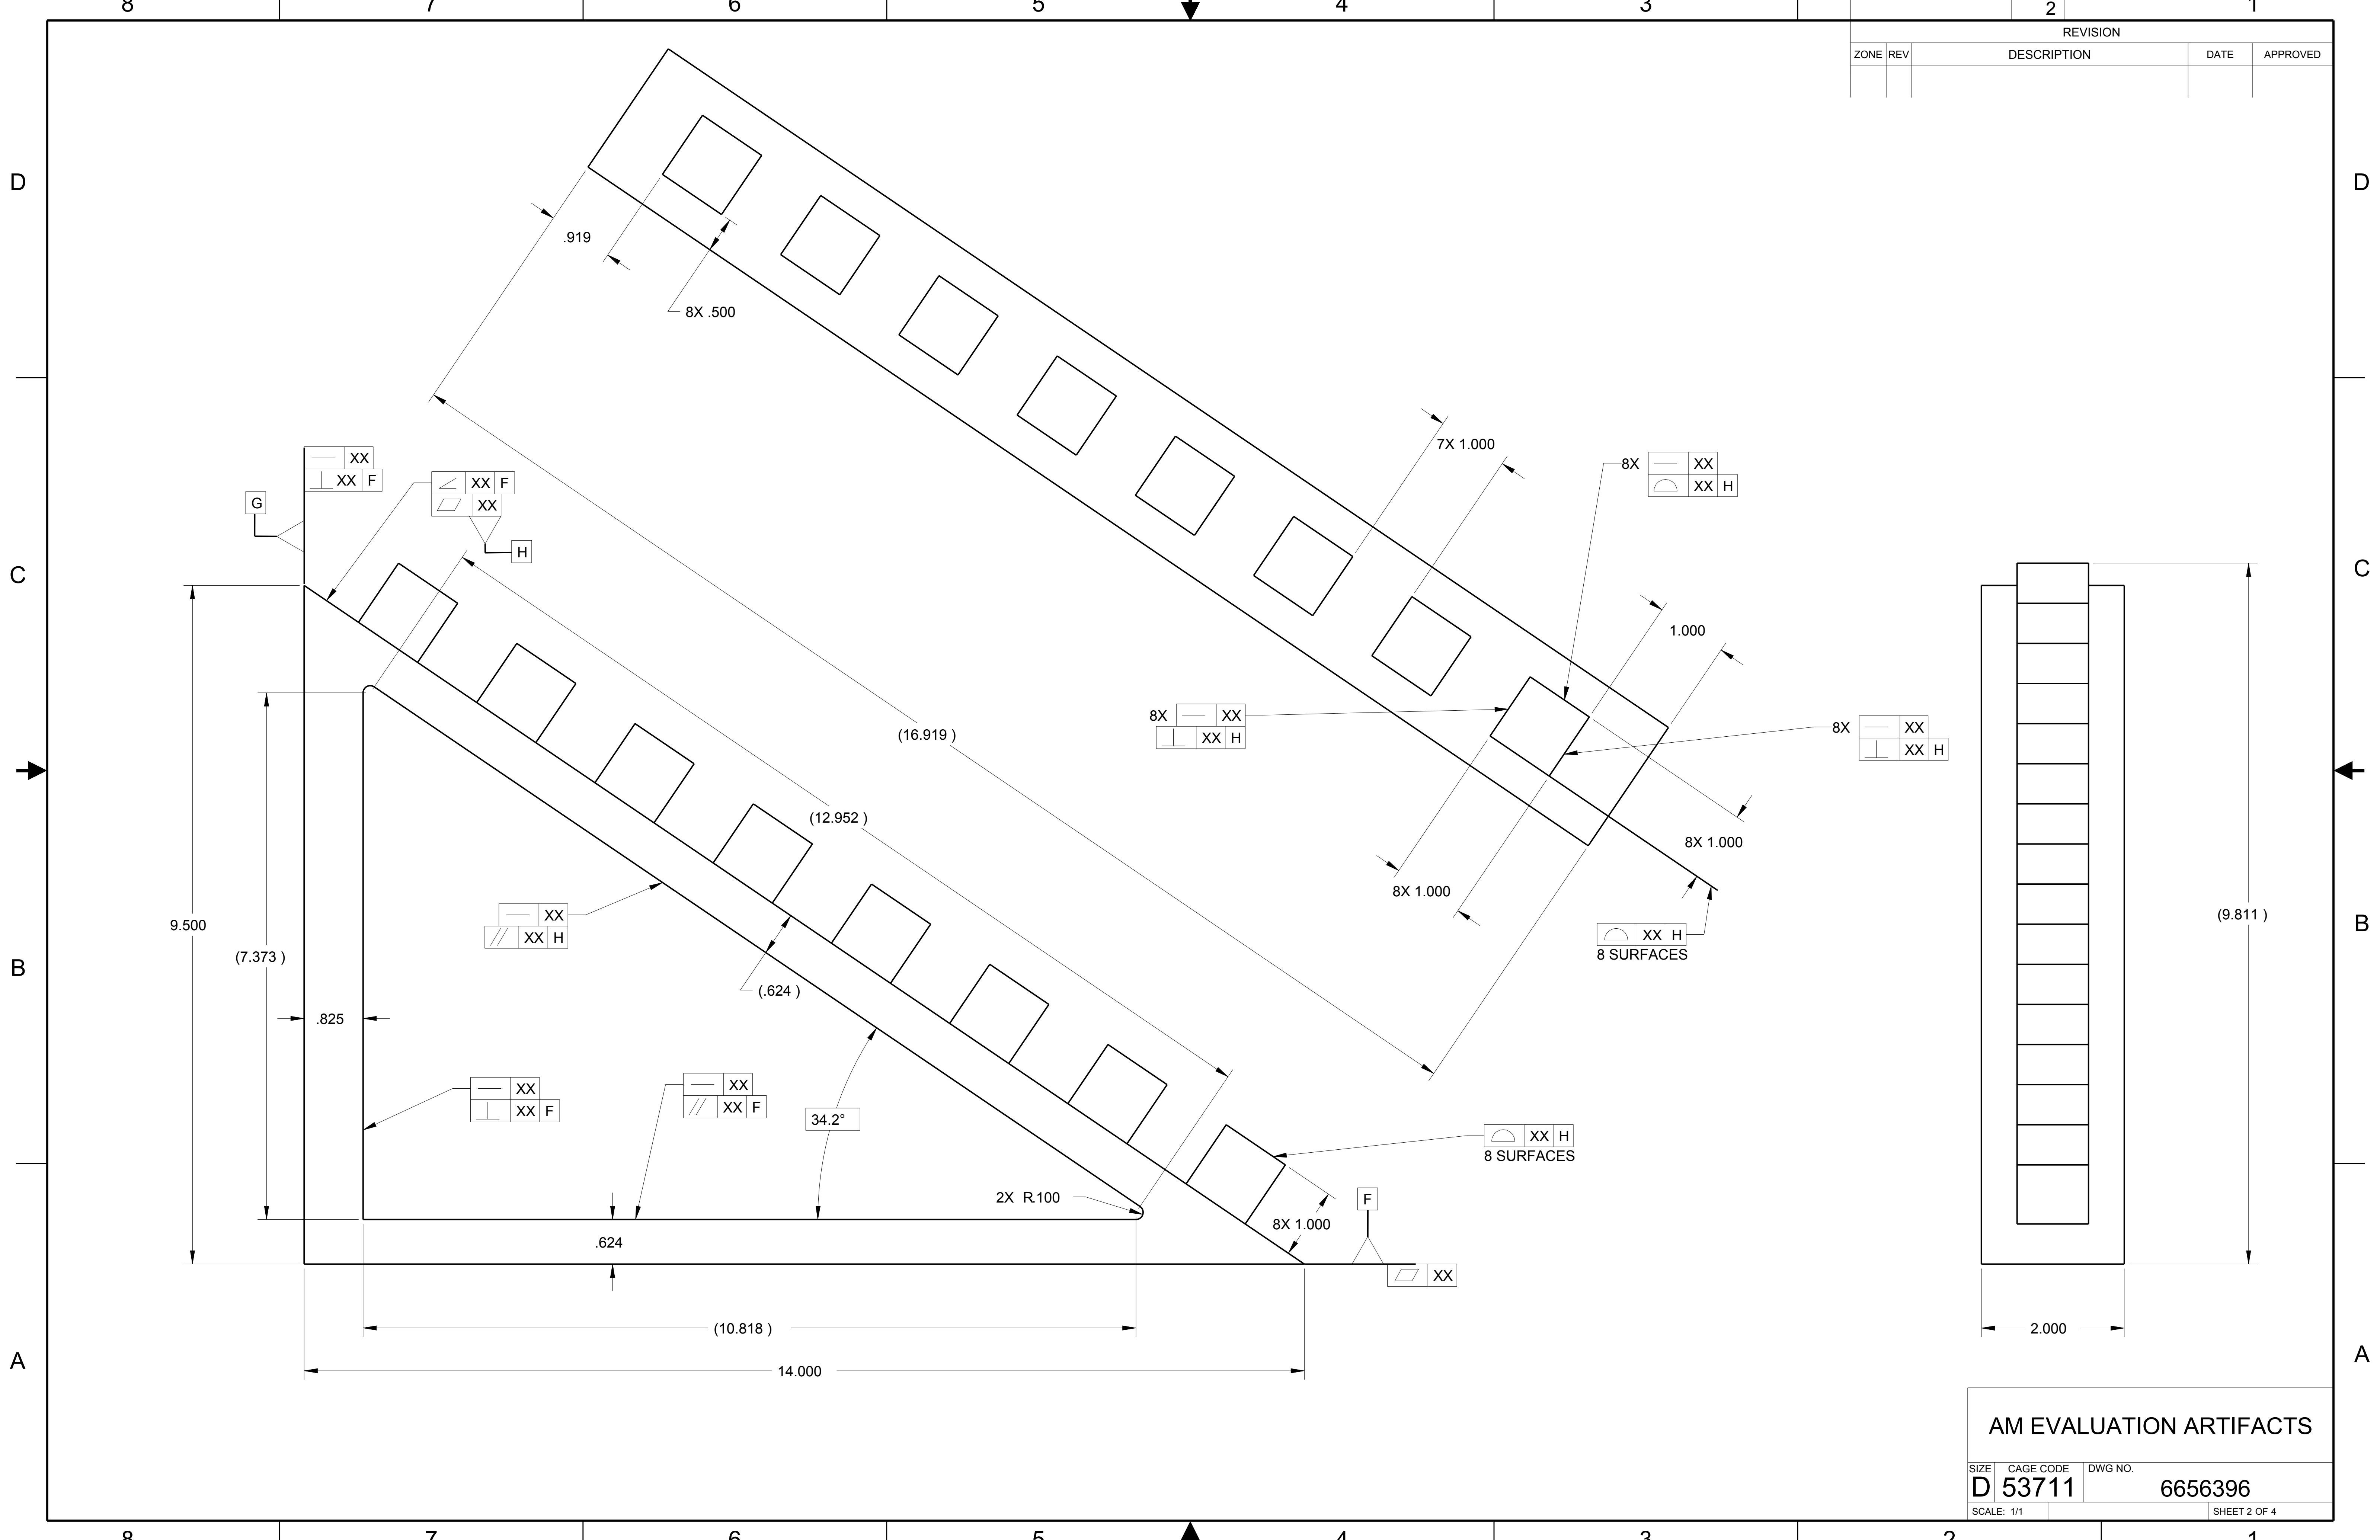 8 7 6 5 4 3 2 1
REVISION
ZONE REV DESCRIPTION DATE APPROVED
D D
.919
8X .500
7X 1.000
8X XX
XX H
XX
XX F
XX F
XX
G
H
C C
1.000
8X XX
XX H
(16.919 )
8X XX
XX H
(12.952 )
8X 1.000
8X 1.000
XX
XX H
9.500
(7.373 )
XX H
8 SURFACES
(9.811 )
B B
(.624 )
.825
XX
XX F
XX
XX F
34.2°
XX H
8 SURFACES
2X R.100
F
8X 1.000
.624
XX
(10.818 )
2.000
14.000
A A
AM EVALUATION ARTIFACTS
SIZE CAGE CODE DWG NO.
D 53711 6656396
SCALE: 1/1 SHEET 2 OF 4
8 7 6 5 4 3 2 1